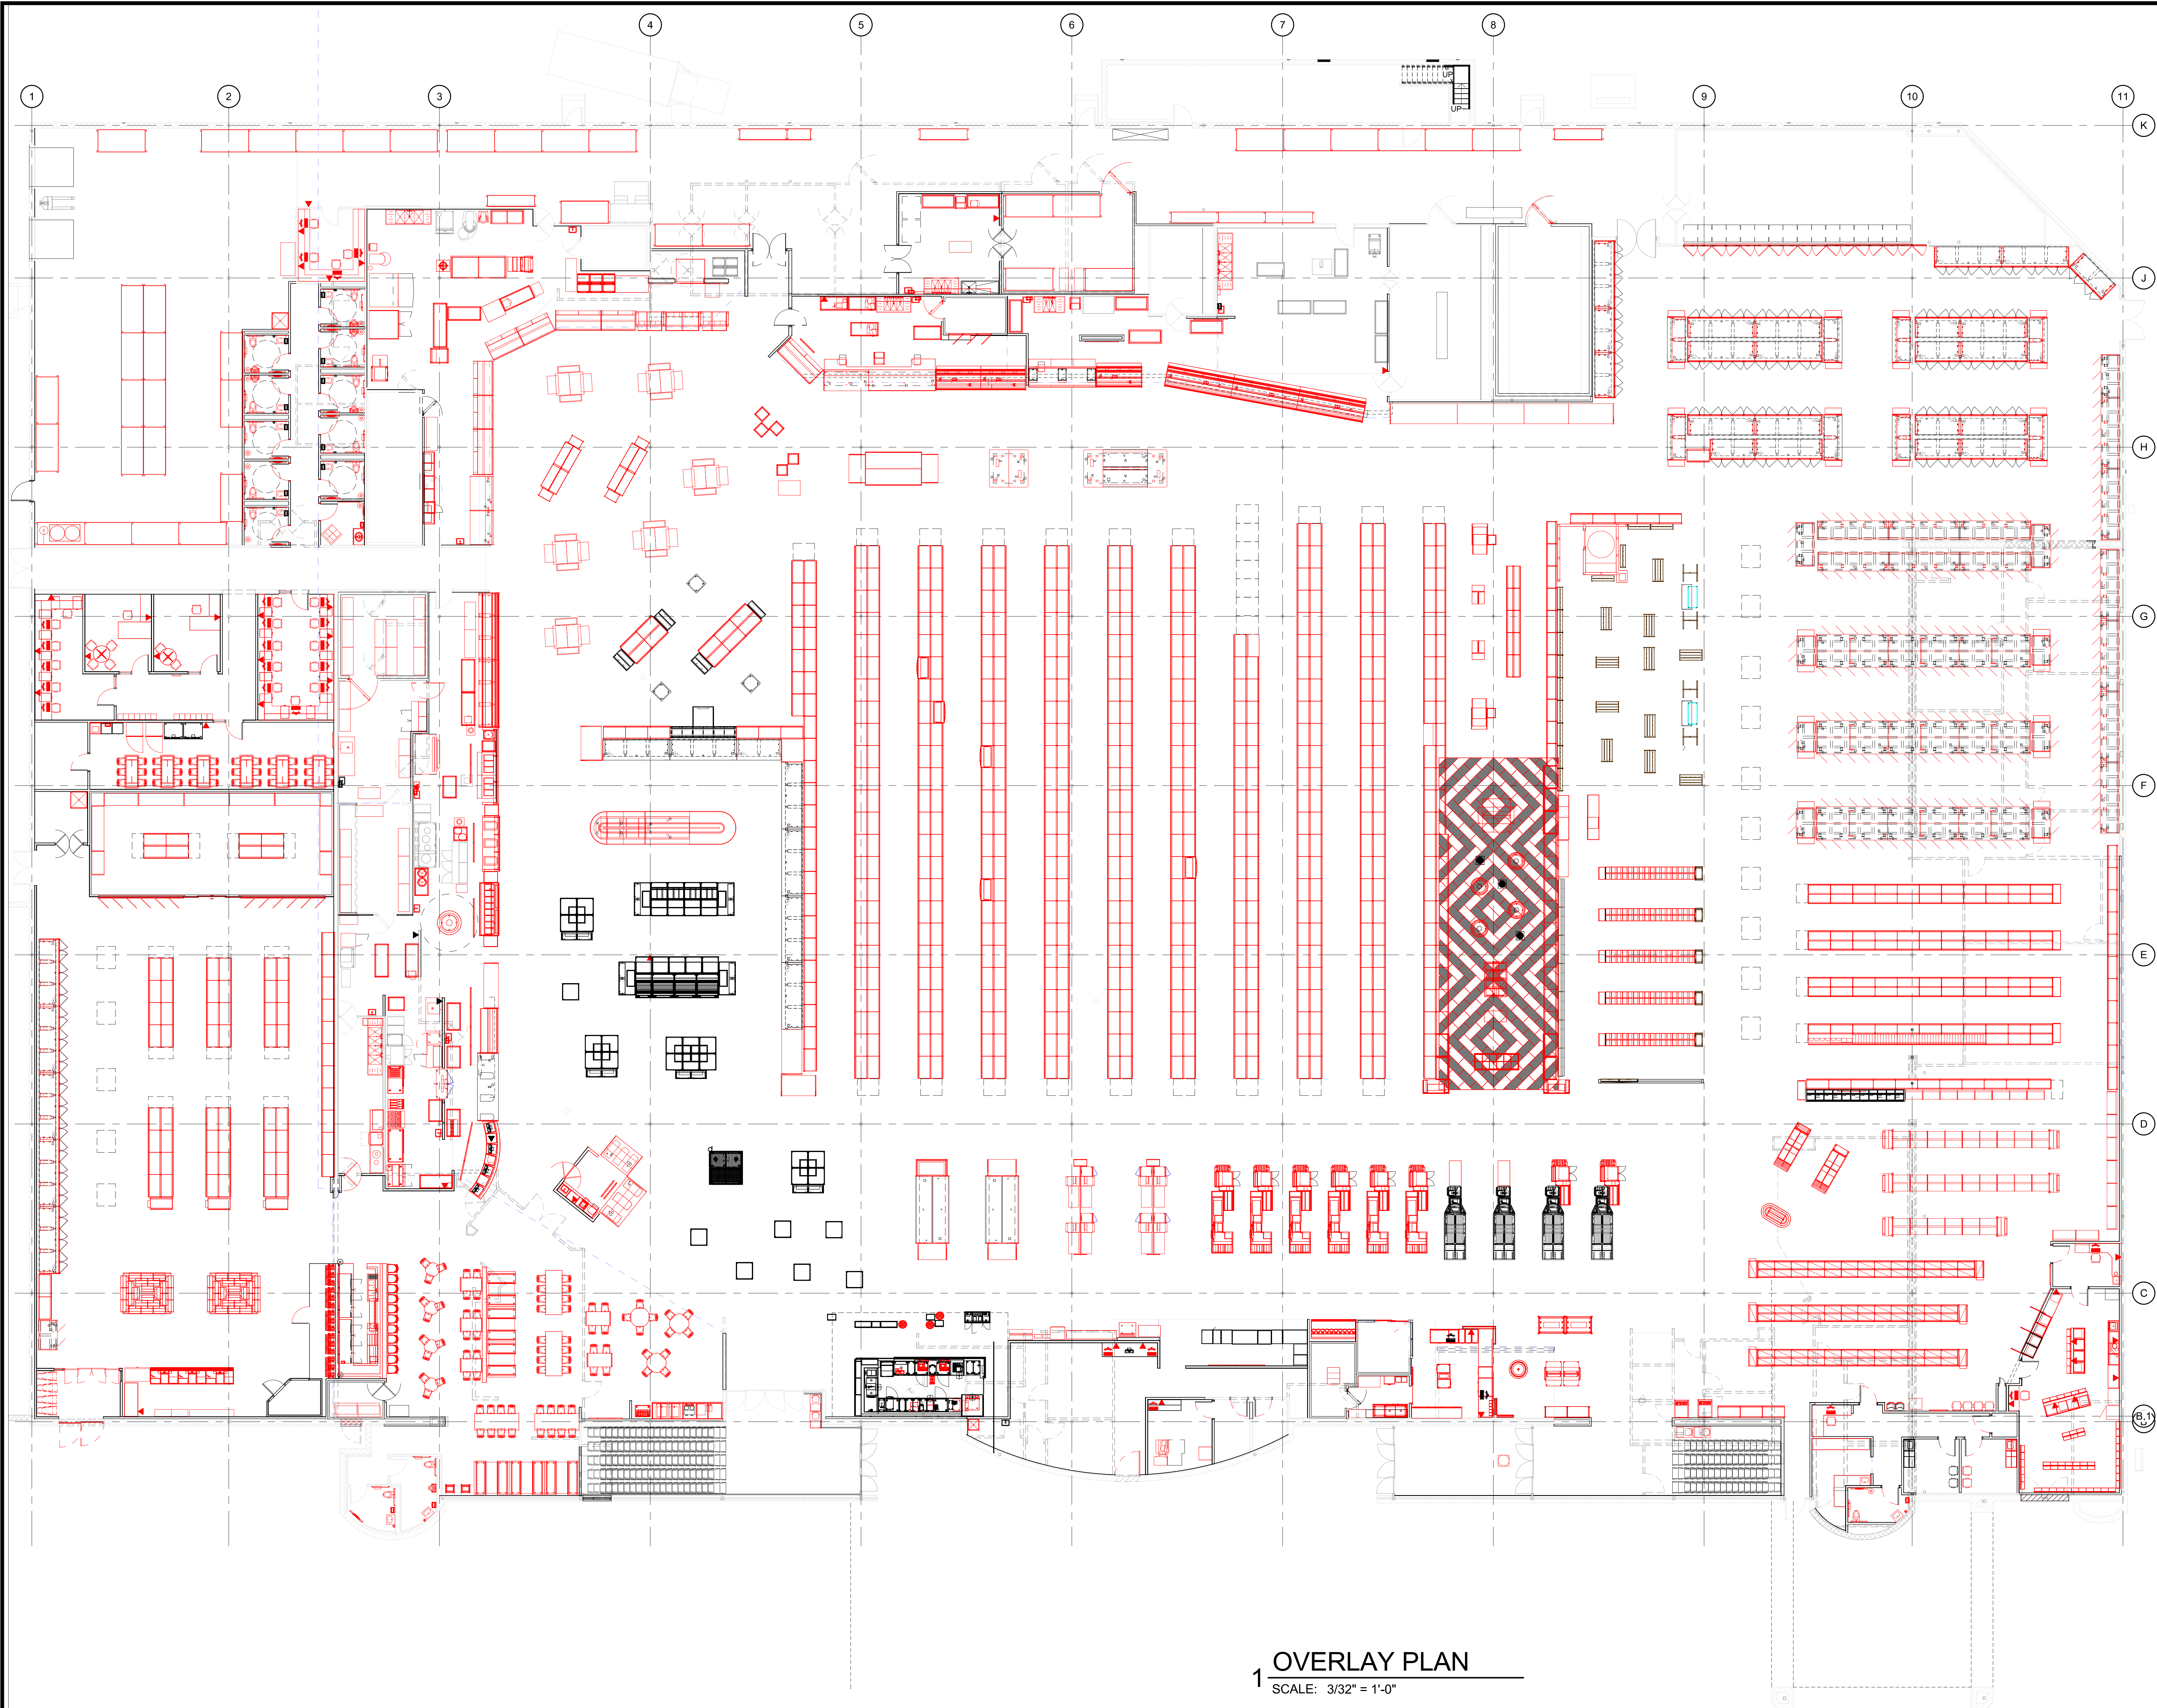 4 5 6 7 8
1 2 3 9 10 11
UP
UP
K
J
H
G
F
E
D
C
B.1
1 OVERLAY PLAN
SCALE: 3/32" = 1'-0"